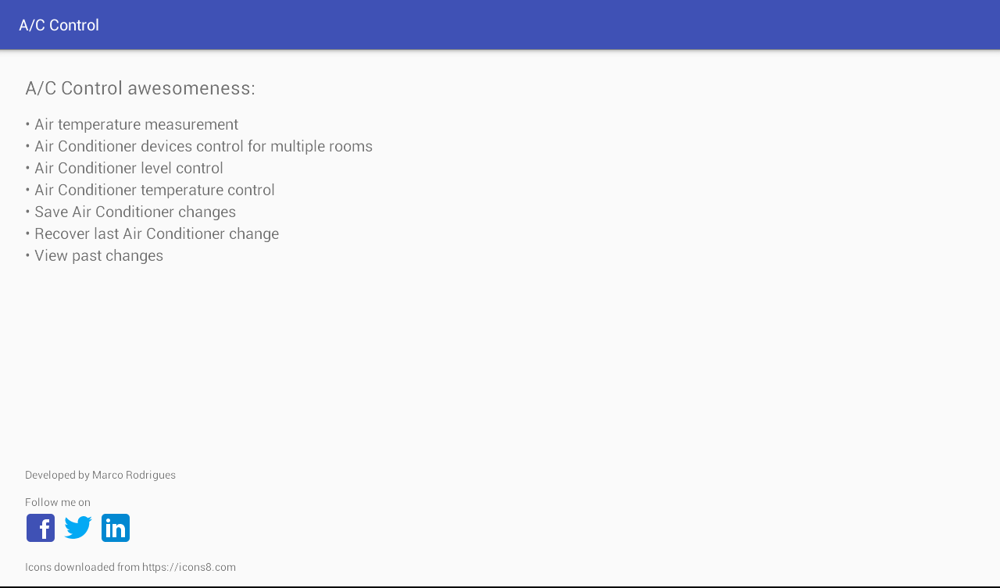 A/C Control
A/C Control awesomeness:
• Air temperature measurement
• Air Conditioner devices control for multiple rooms
• Air Conditioner level control
• Air Conditioner temperature control
• Save Air Conditioner changes
• Recover last Air Conditioner change
• View past changes
Developed by Marco Rodrigues
Follow me on
f in
Icons downloaded from https://icons8.com